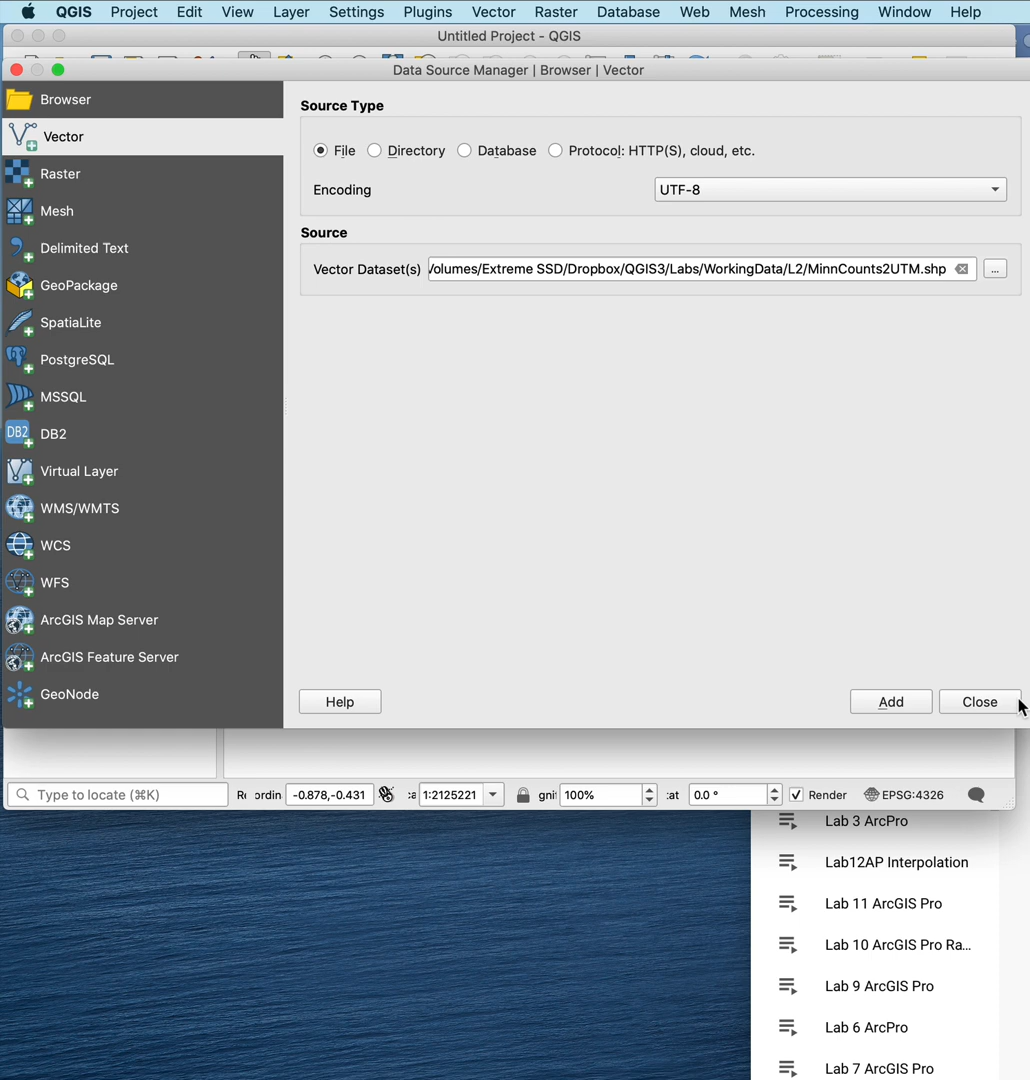 QGIS Project Edit View Layer Settings Plugins Vector Raster Database Web Mesh Processing Window Help
Untitled Project - QGIS
Data Source Manager | Browser | Vector
Browser
Vector
Raster
Mesh
Delimited Text
GeoPackage
SpatiaLite
PostgreSQL
MSSQL
DB2 DB2
Virtual Layer
WMS/WMTS
WCS
WFS
ArcGIS Map Server
ArcGIS Feature Server
GeoNode
Source Type
File Directory Database Protocol: HTTP(S), cloud, etc.
Encoding UTF-8
Source
Vector Dataset(s) /olumes/Extreme SSD/Dropbox/QGIS3/Labs/WorkingData/L2/MinnCounts2UTM.shp ...
Help Add Close
Type to locate (⌘K) ordin -0.878,-0.431 1:2125221 gni 100% :at 0.0 ° Render EPSG:4326
Lab 3 ArcPro
Lab12AP Interpolation
Lab 11 ArcGIS Pro
Lab 10 ArcGIS Pro Ra...
Lab 9 ArcGIS Pro
Lab 6 ArcPro
Lab 7 ArcGIS Pro